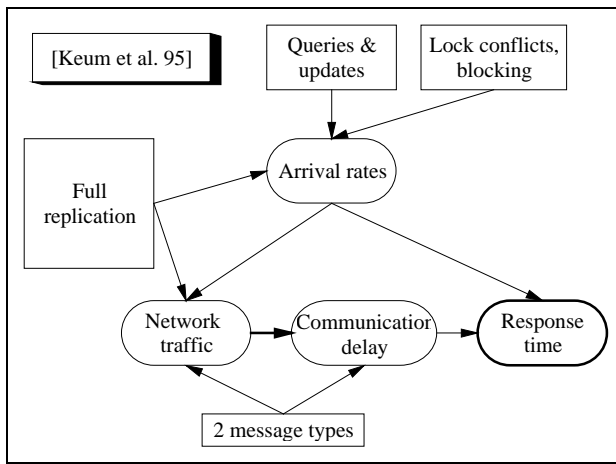 [Keum et al. 95]
Queries &
updates
Lock conflicts,
blocking
Arrival rates
Full
replication
Network
traffic
Communication
delay
Response
time
2 message types